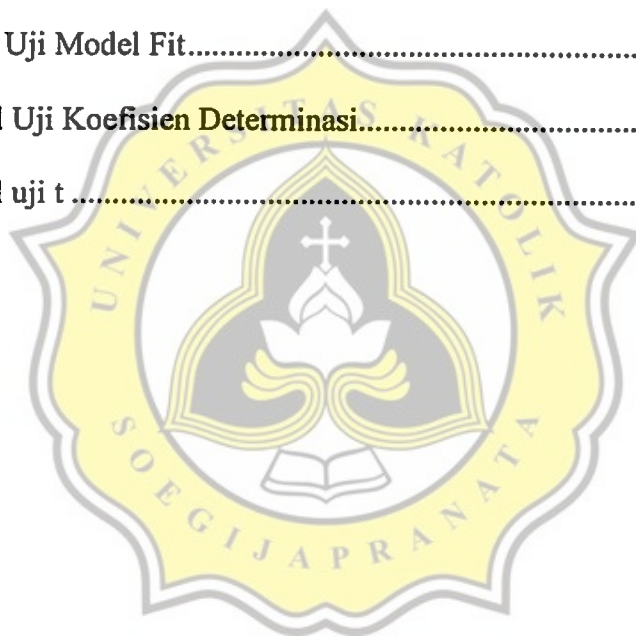 Uji Model Fit..........................................................
l Uji Koefisien Determinasi...................................
l uji t ........................................................................
UNIVERSITAS KATOLIK
SOEGIJAPRANATA